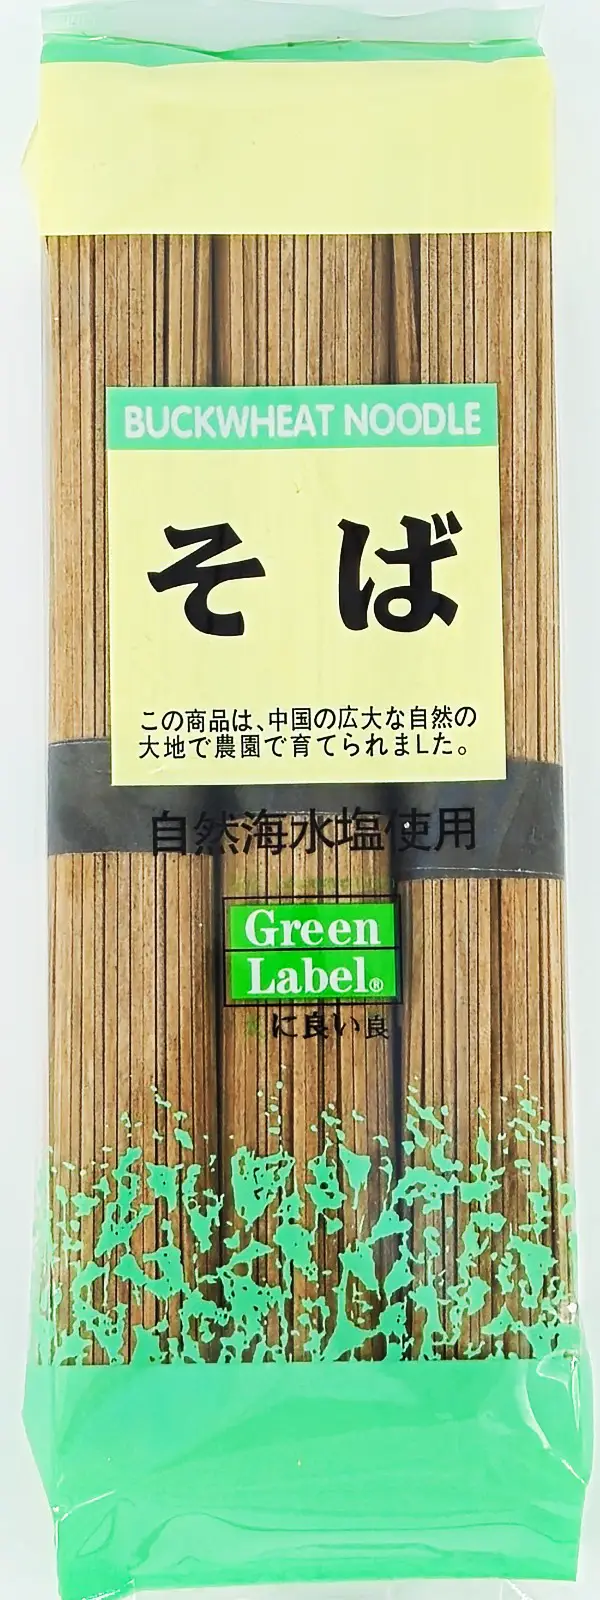 BUCKWHEAT NOODLE
そば
この商品は、中国の広大な自然の
大地で農園で育てられました。
自然海水塩使用
Green
Label®
に良い良